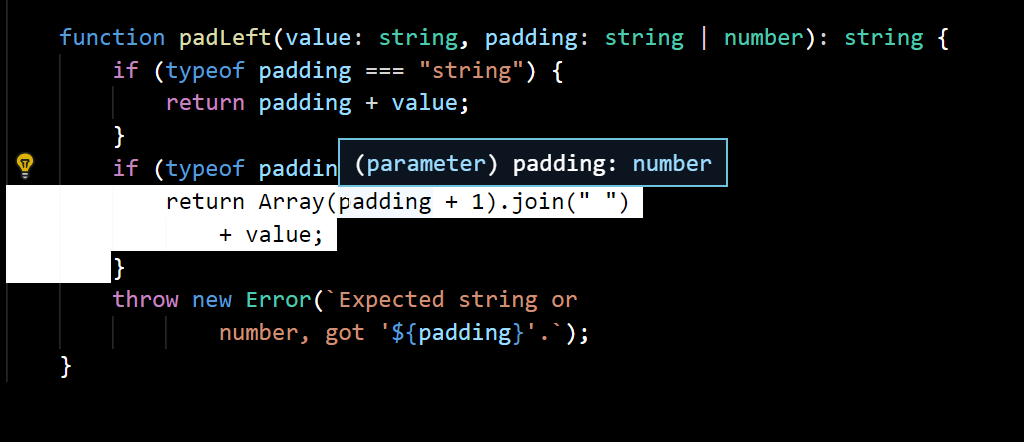 function padLeft(value: string, padding: string | number): string {
if (typeof padding === "string") {
return padding + value;
}
if (typeof paddin
(parameter) padding: number
return Array(padding + 1).join(" ")
+ value;
}
throw new Error(`Expected string or
number, got '${padding}'.`);
}